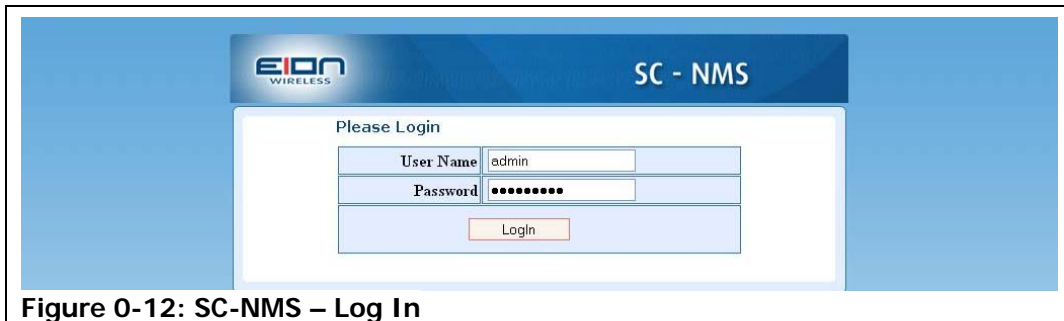 EION
WIRELESS
SC - NMS
Please Login
User Name admin
Password •••••••••
LogIn
Figure 0-12: SC-NMS – Log In